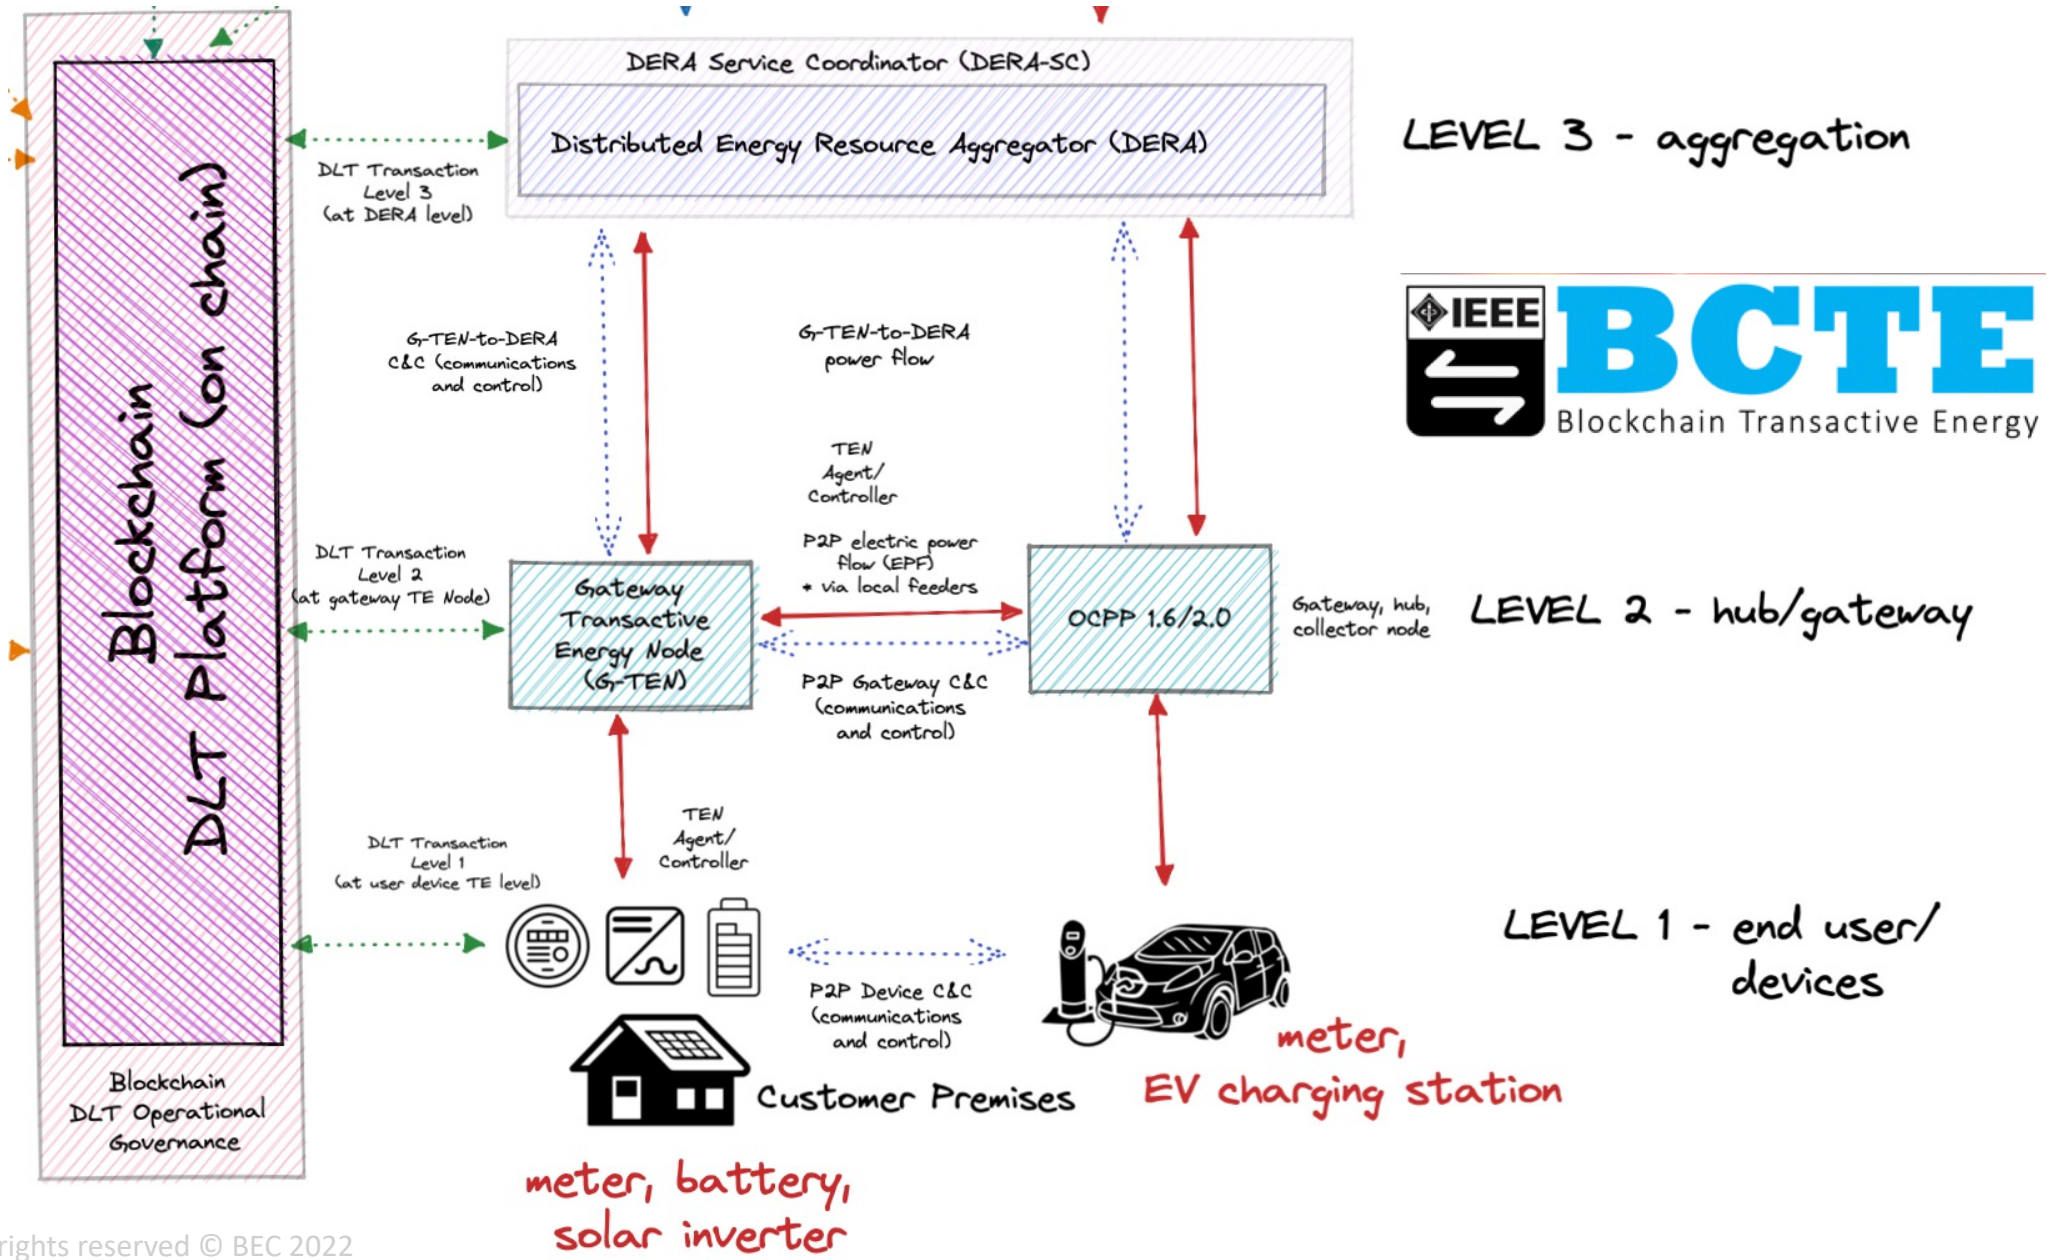 DERA Service Coordinator (DERA-SC)
Distributed Energy Resource Aggregator (DERA)
LEVEL 3 - aggregation
DLT Transaction
Level 3
(at DERA level)
Blockchain
DLT Platform (on chain)
IEEE
BCTE
Blockchain Transactive Energy
G-TEN-to-DERA
C&C (communications
and control)
G-TEN-to-DERA
power flow
TEN
Agent/
Controller
P2P electric power
flow (EPF)
* via local feeders
DLT Transaction
Level 2
(at gateway TE Node)
Gateway
Transactive
Energy Node
(G-TEN)
OCPP 1.6/2.0
Gateway, hub,
collector node
LEVEL 2 - hub/gateway
P2P Gateway C&C
(communications
and control)
TEN
Agent/
Controller
DLT Transaction
Level 1
(at user device TE level)
LEVEL 1 - end user/
devices
P2P Device C&C
(communications
and control)
meter,
EV charging station
Customer Premises
Blockchain
DLT Operational
Governance
meter, battery,
solar inverter
rights reserved © BEC 2022